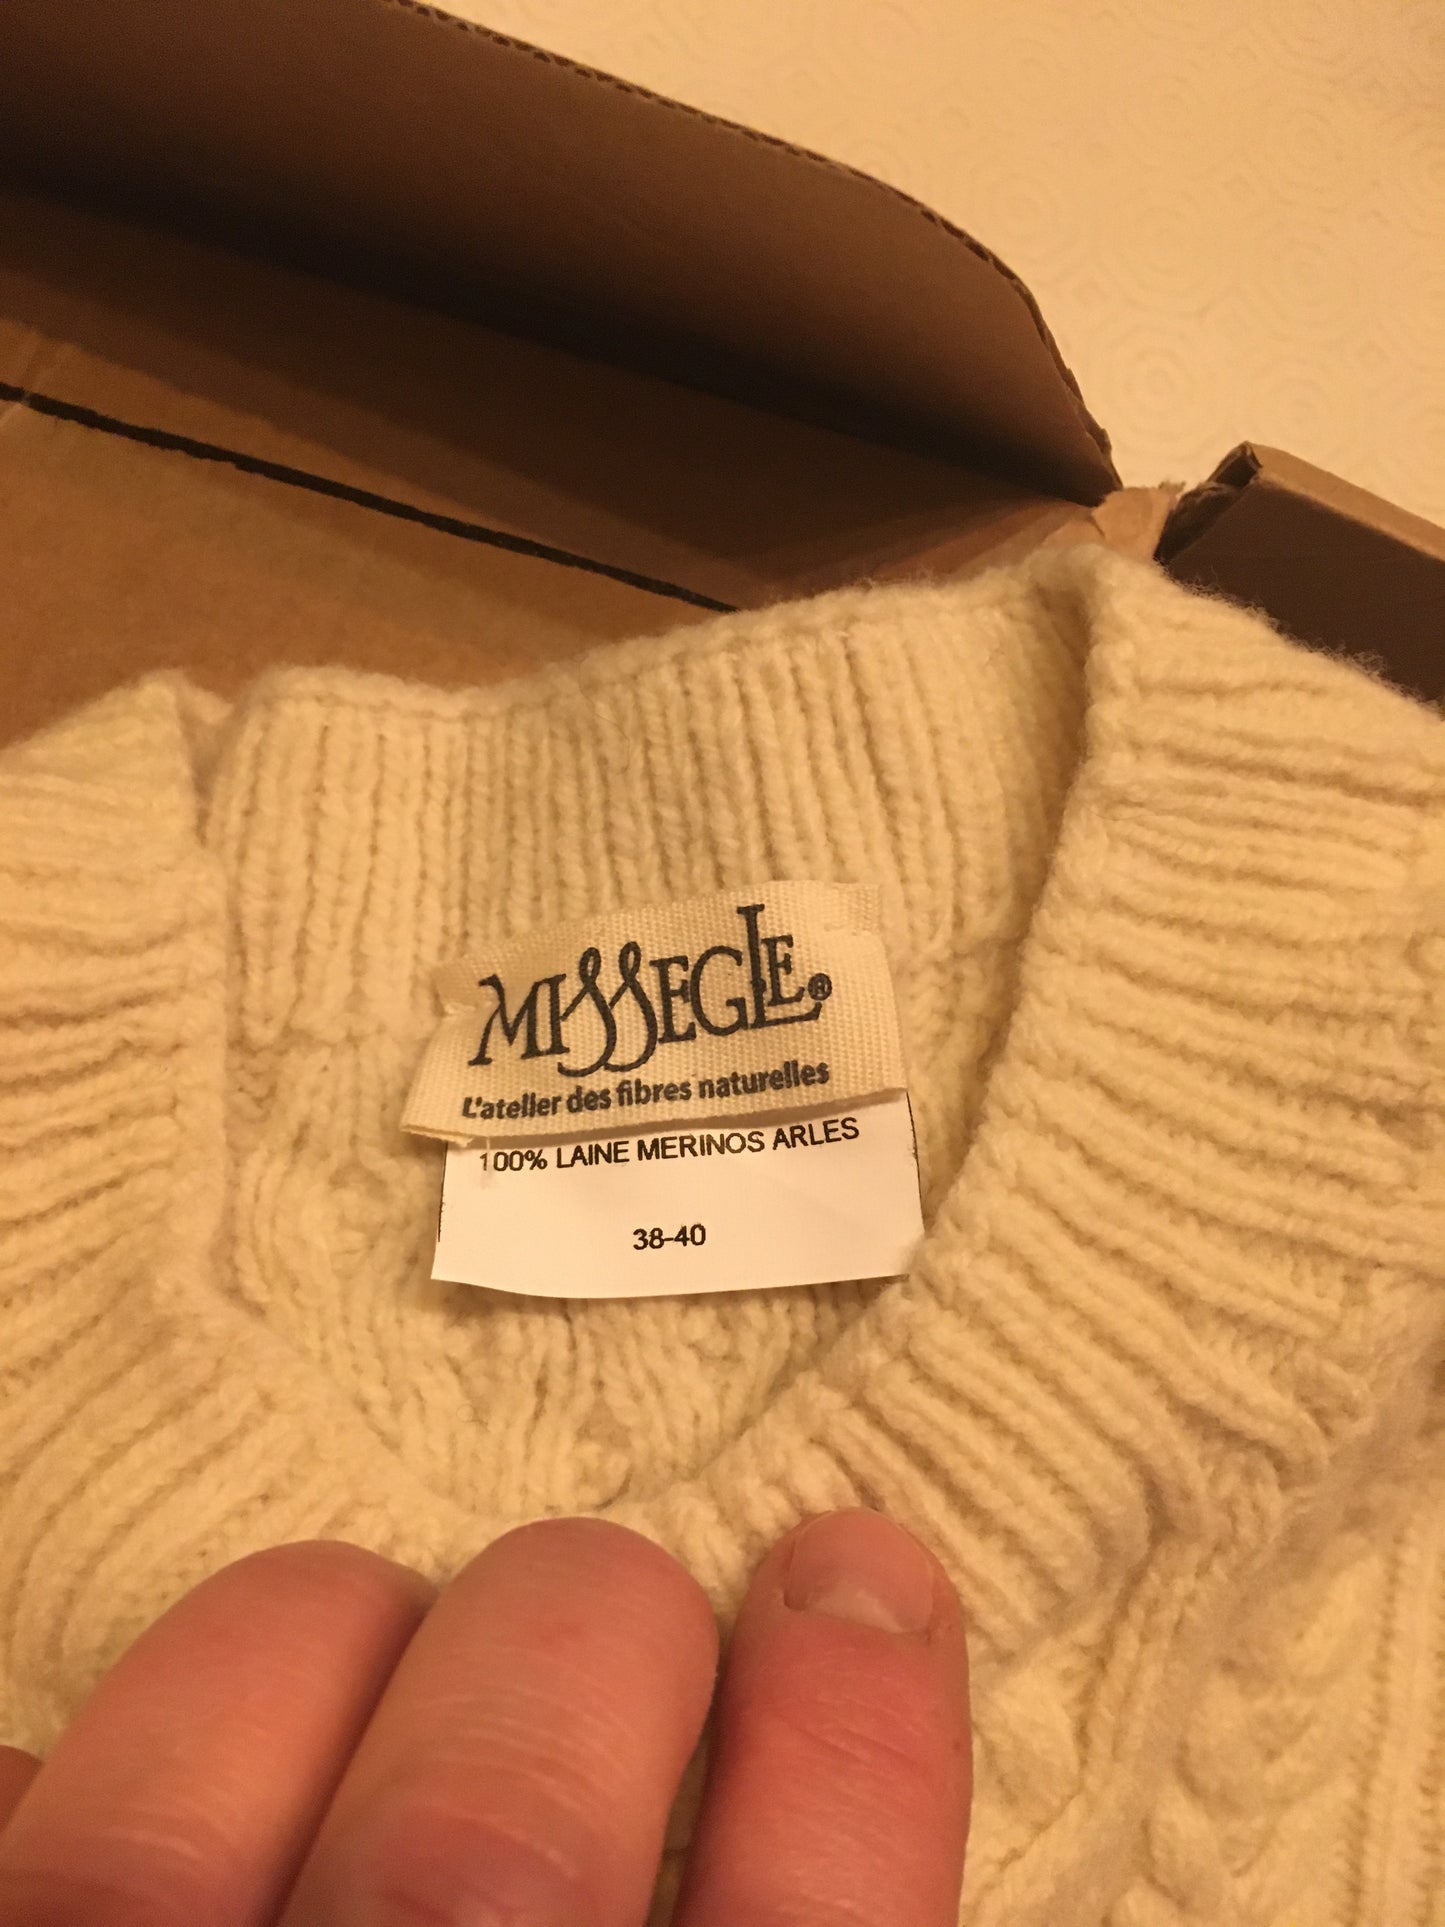 MISSEGLE®
L'atelier des fibres naturelles
100% LAINE MERINOS ARLES
38-40